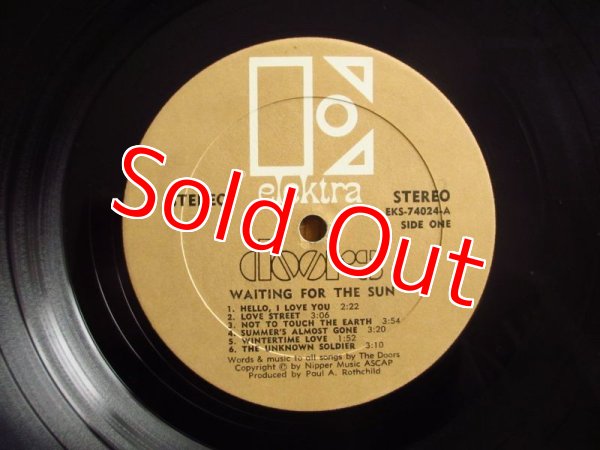 elektra
STEREO
STEREO
EKS-74024-A
SIDE ONE
DOORS
WAITING FOR THE SUN
1. HELLO, I LOVE YOU 2:22
2. LOVE STREET 3:06
3. NOT TO TOUCH THE EARTH 3:54
4. SUMMER'S ALMOST GONE 3:20
5. WINTERTIME LOVE 1:52
6. THE UNKNOWN SOLDIER 3:10
Words & music to all songs by The Doors
Copyright © by Nipper Music ASCAP
Produced by Paul A. Rothchild
Sold Out